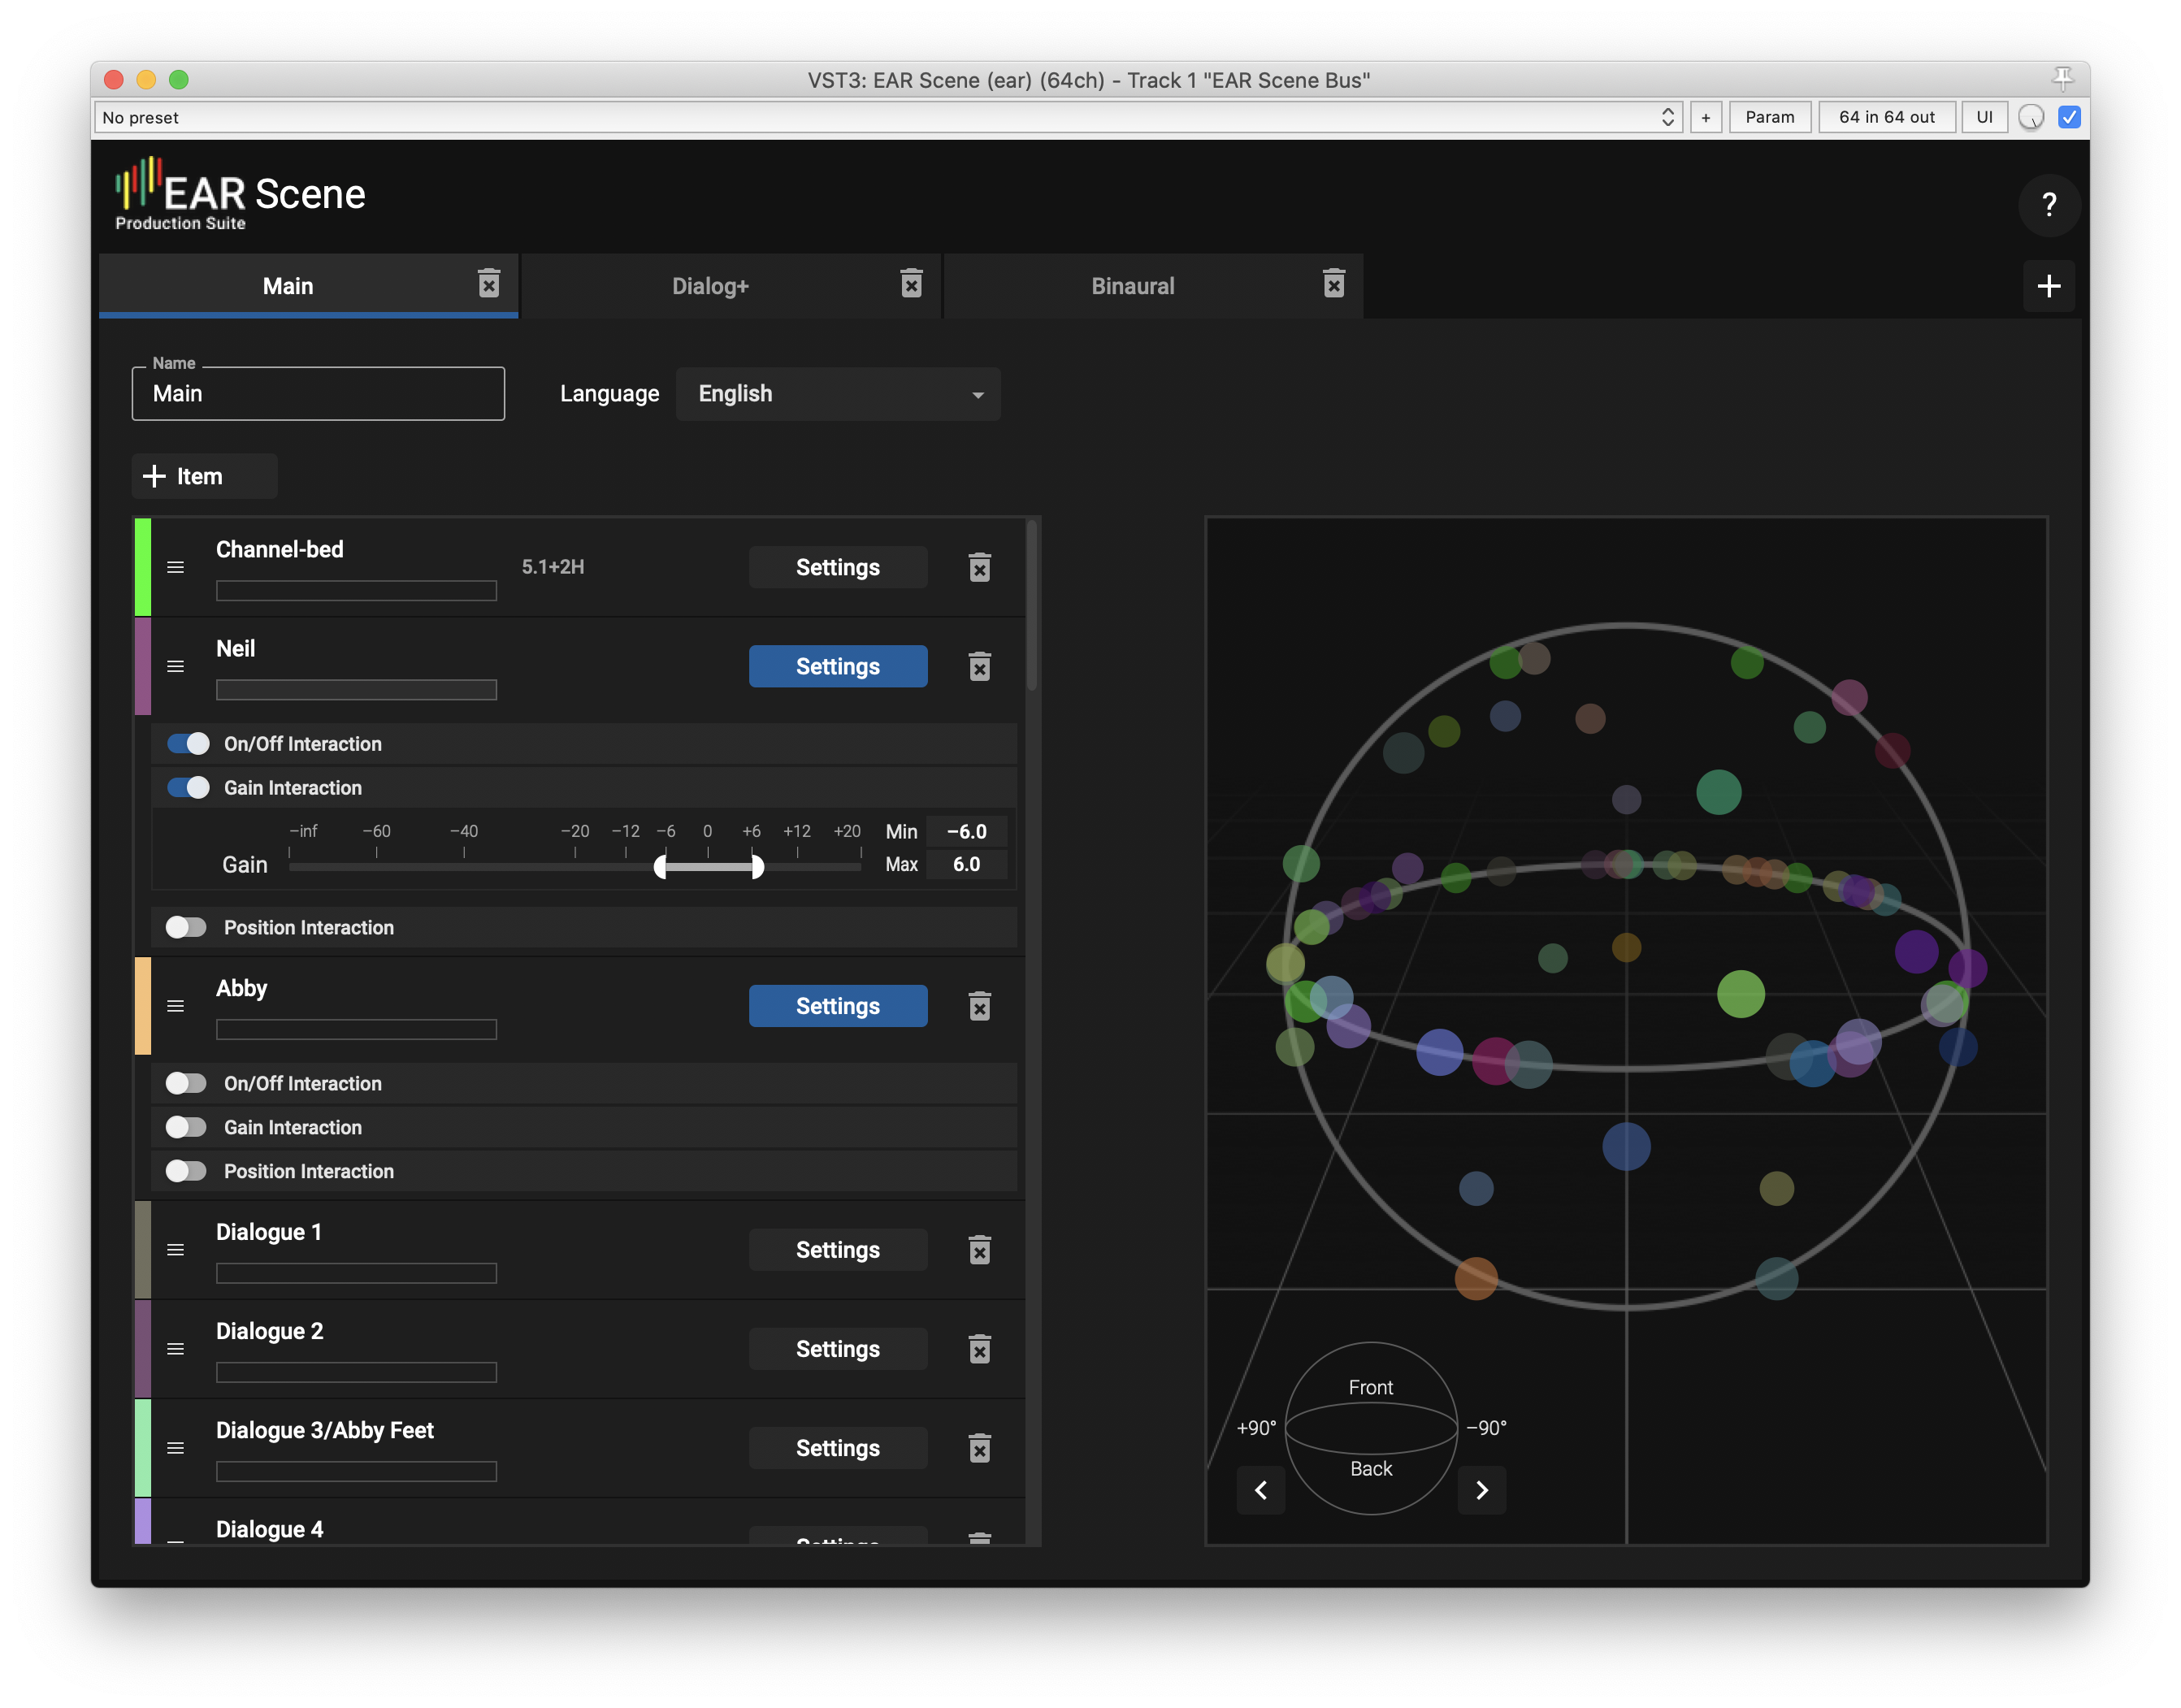 VST3: EAR Scene (ear) (64ch) - Track 1 "EAR Scene Bus"
No preset
+
Param
64 in 64 out
UI
EAR Scene
Production Suite
?
Main
Dialog+
Binaural
Name
Main
Language
English
Item
Channel-bed
5.1+2H
Settings
Neil
Settings
On/Off Interaction
Gain Interaction
−inf −60 −40 −20 −12 −6 0 +6 +12 +20
Min −6.0
Gain
Max 6.0
Position Interaction
Abby
Settings
On/Off Interaction
Gain Interaction
Position Interaction
Dialogue 1
Settings
Dialogue 2
Settings
Dialogue 3/Abby Feet
Settings
Dialogue 4
Settings
Front
+90° −90°
Back